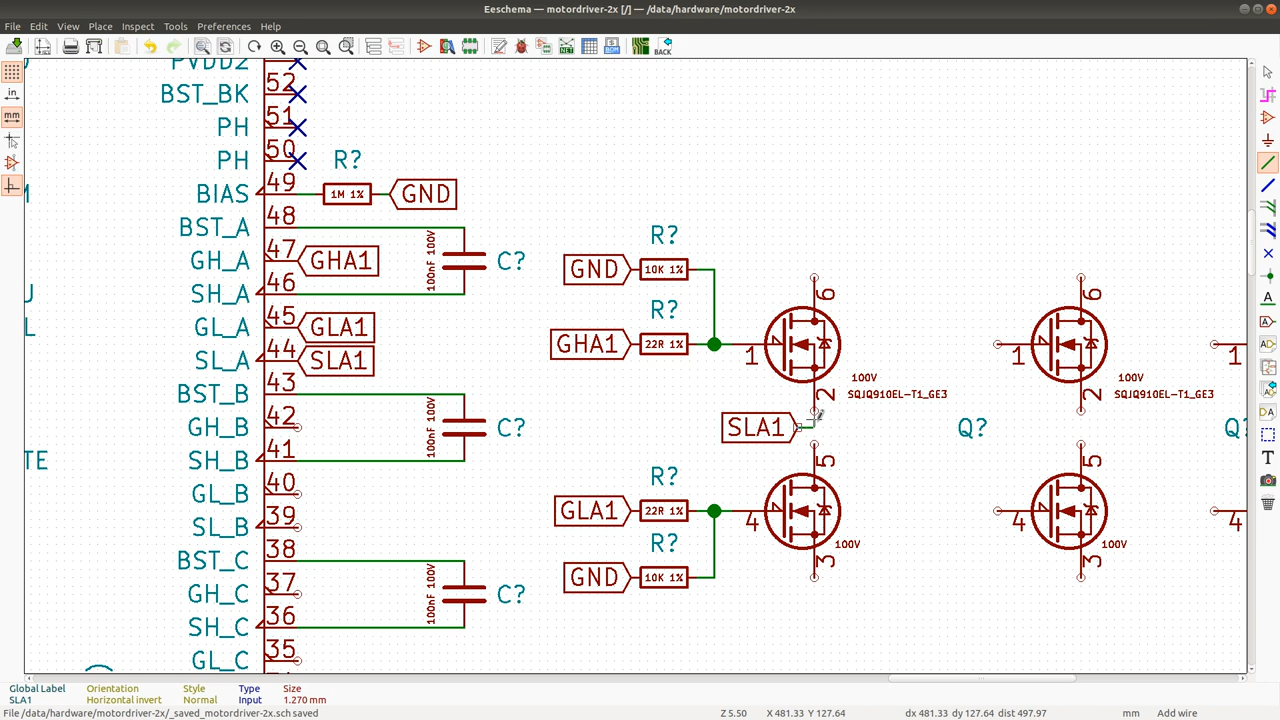 Eeschema — motordriver-2x [/] — /data/hardware/motordriver-2x
File Edit View Place Inspect Tools Preferences Help
BACK
in
mm
PVDD2
52
BST_BK
51
PH
50
PH
R?
49
BIAS
1M 1%
GND
48
BST_A
47
GH_A
GHA1
100nF 100V
C?
46
SH_A
45
GL_A
GLA1
44
SL_A
SLA1
43
BST_B
42
GH_B
100nF 100V
C?
41
SH_B
40
GL_B
39
SL_B
38
BST_C
37
GH_C
100nF 100V
C?
36
SH_C
35
GL_C
U
L
TE
R?
GND
10K 1%
R?
GHA1
22R 1%
1
6
2
100V
SQJQ910EL-T1_GE3
SLA1
R?
GLA1
22R 1%
R?
GND
10K 1%
4
5
3
100V
Q?
1
6
2
100V
SQJQ910EL-T1_GE3
4
5
3
100V
Q?
1
4
Global Label Orientation Style Type Size
SLA1 Horizontal invert Normal Input 1.270 mm
File /data/hardware/motordriver-2x/_saved_motordriver-2x.sch saved
Z 5.50 X 481.33 Y 127.64 dx 481.33 dy 127.64 dist 497.97 mm Add wire